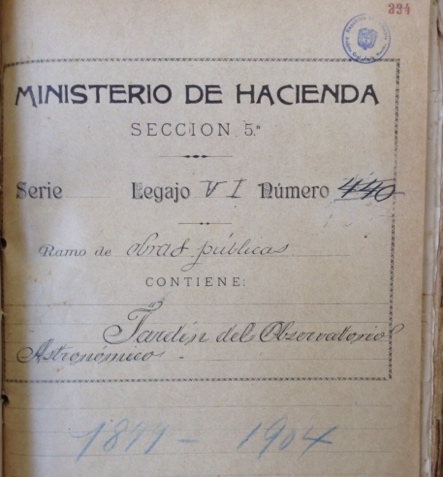 334
MINISTERIO DE HACIENDA
SECCION 5.ª
Serie Legajo VI Número 440
Ramo de obras públicas
CONTIENE:
Jardín del Observatorio
Astronómico
1899 - 1904